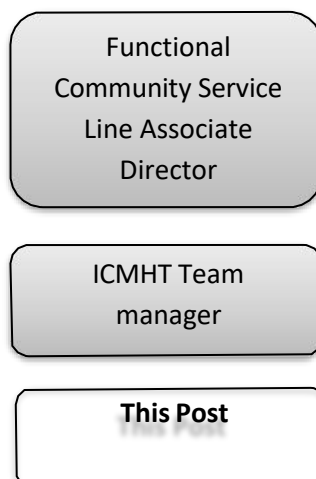 Functional
Community Service
Line Associate
Director
ICMHT Team
manager
This Post